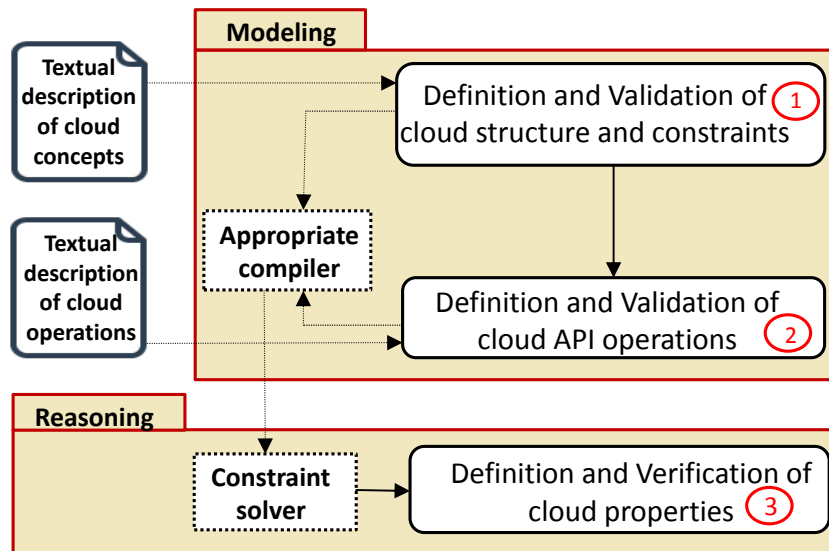 Modeling
Textual
description
of cloud
concepts
Definition and Validation of
cloud structure and constraints
1
Appropriate
compiler
Textual
description
of cloud
operations
Definition and Validation of
cloud API operations
2
Reasoning
Constraint
solver
Definition and Verification of
cloud properties
3